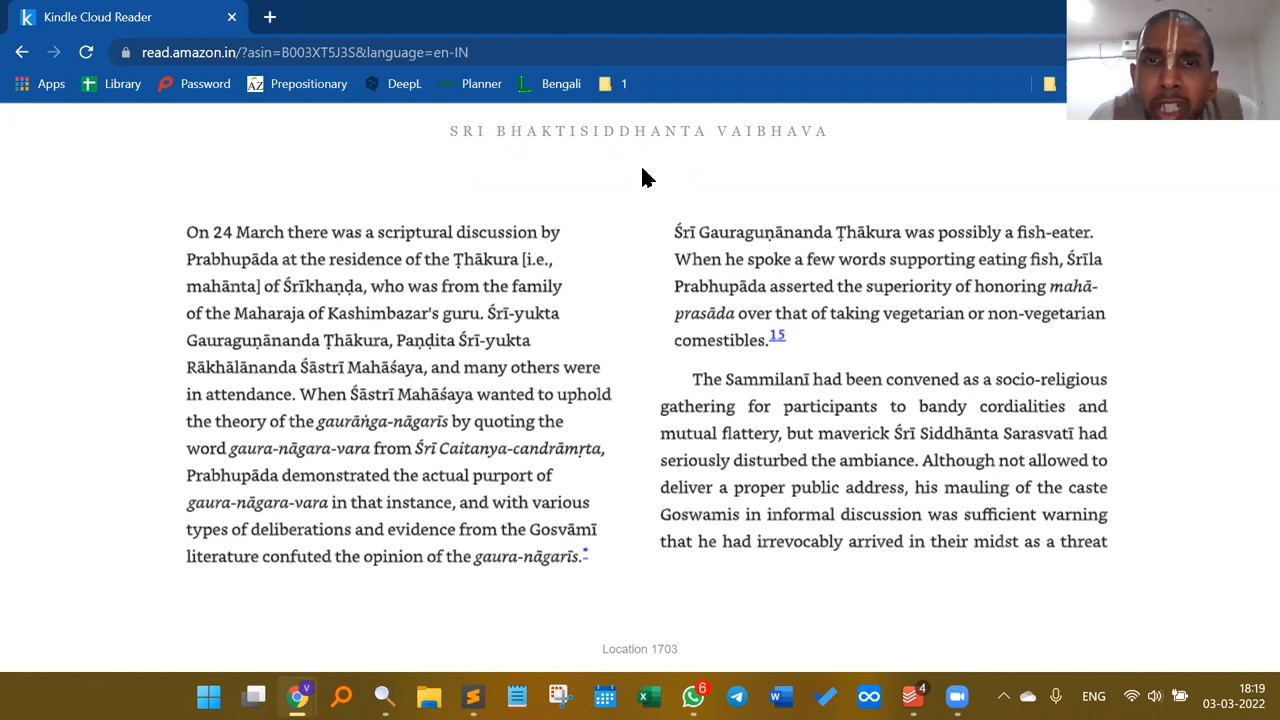 Kindle Cloud Reader
read.amazon.in/?asin=B003XT5J3S&language=en-IN
Apps Library Password AZ Prepositionary DeepL Planner Bengali 1
SRI BHAKTISIDDHANTA VAIBHAVA
On 24 March there was a scriptural discussion by
Prabhupāda at the residence of the Ṭhākura [i.e.,
mahānta] of Śrīkhaṇḍa, who was from the family
of the Maharaja of Kashimbazar's guru. Śrī-yukta
Gauraguṇānanda Ṭhākura, Paṇḍita Śrī-yukta
Rākhālānanda Śāstrī Mahāśaya, and many others were
in attendance. When Śāstrī Mahāśaya wanted to uphold
the theory of the gaurāṅga-nāgarīs by quoting the
word gaura-nāgara-vara from Śrī Caitanya-candrāmṛta,
Prabhupāda demonstrated the actual purport of
gaura-nāgara-vara in that instance, and with various
types of deliberations and evidence from the Gosvāmī
literature confuted the opinion of the gaura-nāgarīs.*
Śrī Gauraguṇānanda Ṭhākura was possibly a fish-eater.
When he spoke a few words supporting eating fish, Śrīla
Prabhupāda asserted the superiority of honoring mahā-
prasāda over that of taking vegetarian or non-vegetarian
comestibles.15
The Sammilanī had been convened as a socio-religious
gathering for participants to bandy cordialities and
mutual flattery, but maverick Śrī Siddhānta Sarasvatī had
seriously disturbed the ambiance. Although not allowed to
deliver a proper public address, his mauling of the caste
Goswamis in informal discussion was sufficient warning
that he had irrevocably arrived in their midst as a threat
Location 1703
6
4
ENG
18:19
03-03-2022